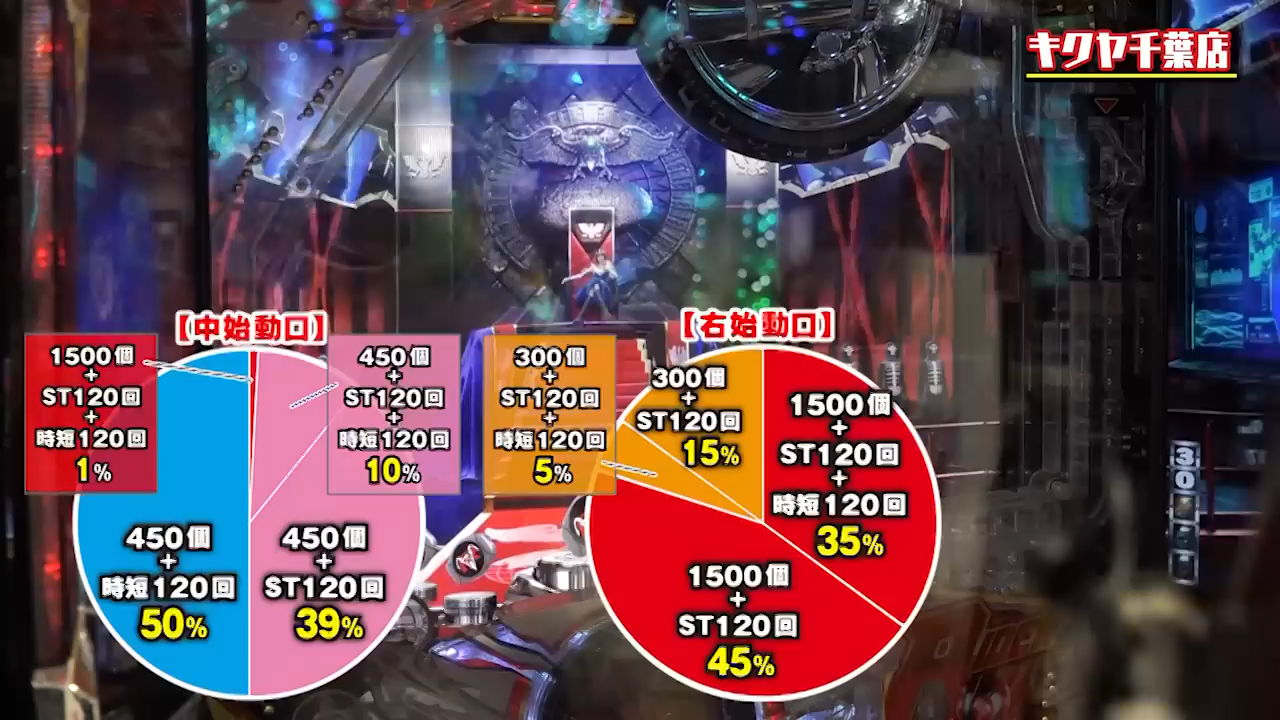 キクヤ千葉店
【中始動口】
1500個
+
ST120回
+
時短120回
1%
450個
+
ST120回
+
時短120回
10%
450個
+
時短120回
50%
450個
+
ST120回
39%
【右始動口】
300個
+
ST120回
+
時短120回
5%
300個
+
ST120回
15%
1500個
+
ST120回
+
時短120回
35%
1500個
+
ST120回
45%
30